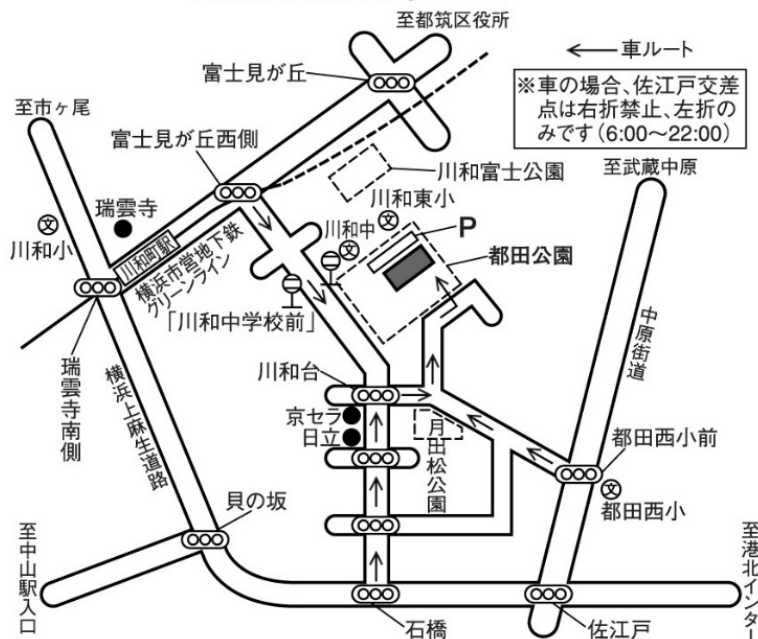 至都筑区役所
←車ルート
富士見が丘
※車の場合、佐江戸交差
点は右折禁止、左折の
みです(6:00〜22:00)
至市ヶ尾
富士見が丘西側
至武蔵中原
川和富士公園
川和東小
瑞雲寺
川和中
P
都田公園
川和小
川和町駅
横浜市営地下鉄
グリーンライン
「川和中学校前」
中原街道
瑞雲寺南側
横浜上麻生道路
川和台
京セラ
日立
月出松公園
都田西小前
都田西小
貝の坂
至中山駅入口
至港北インター
石橋
佐江戸